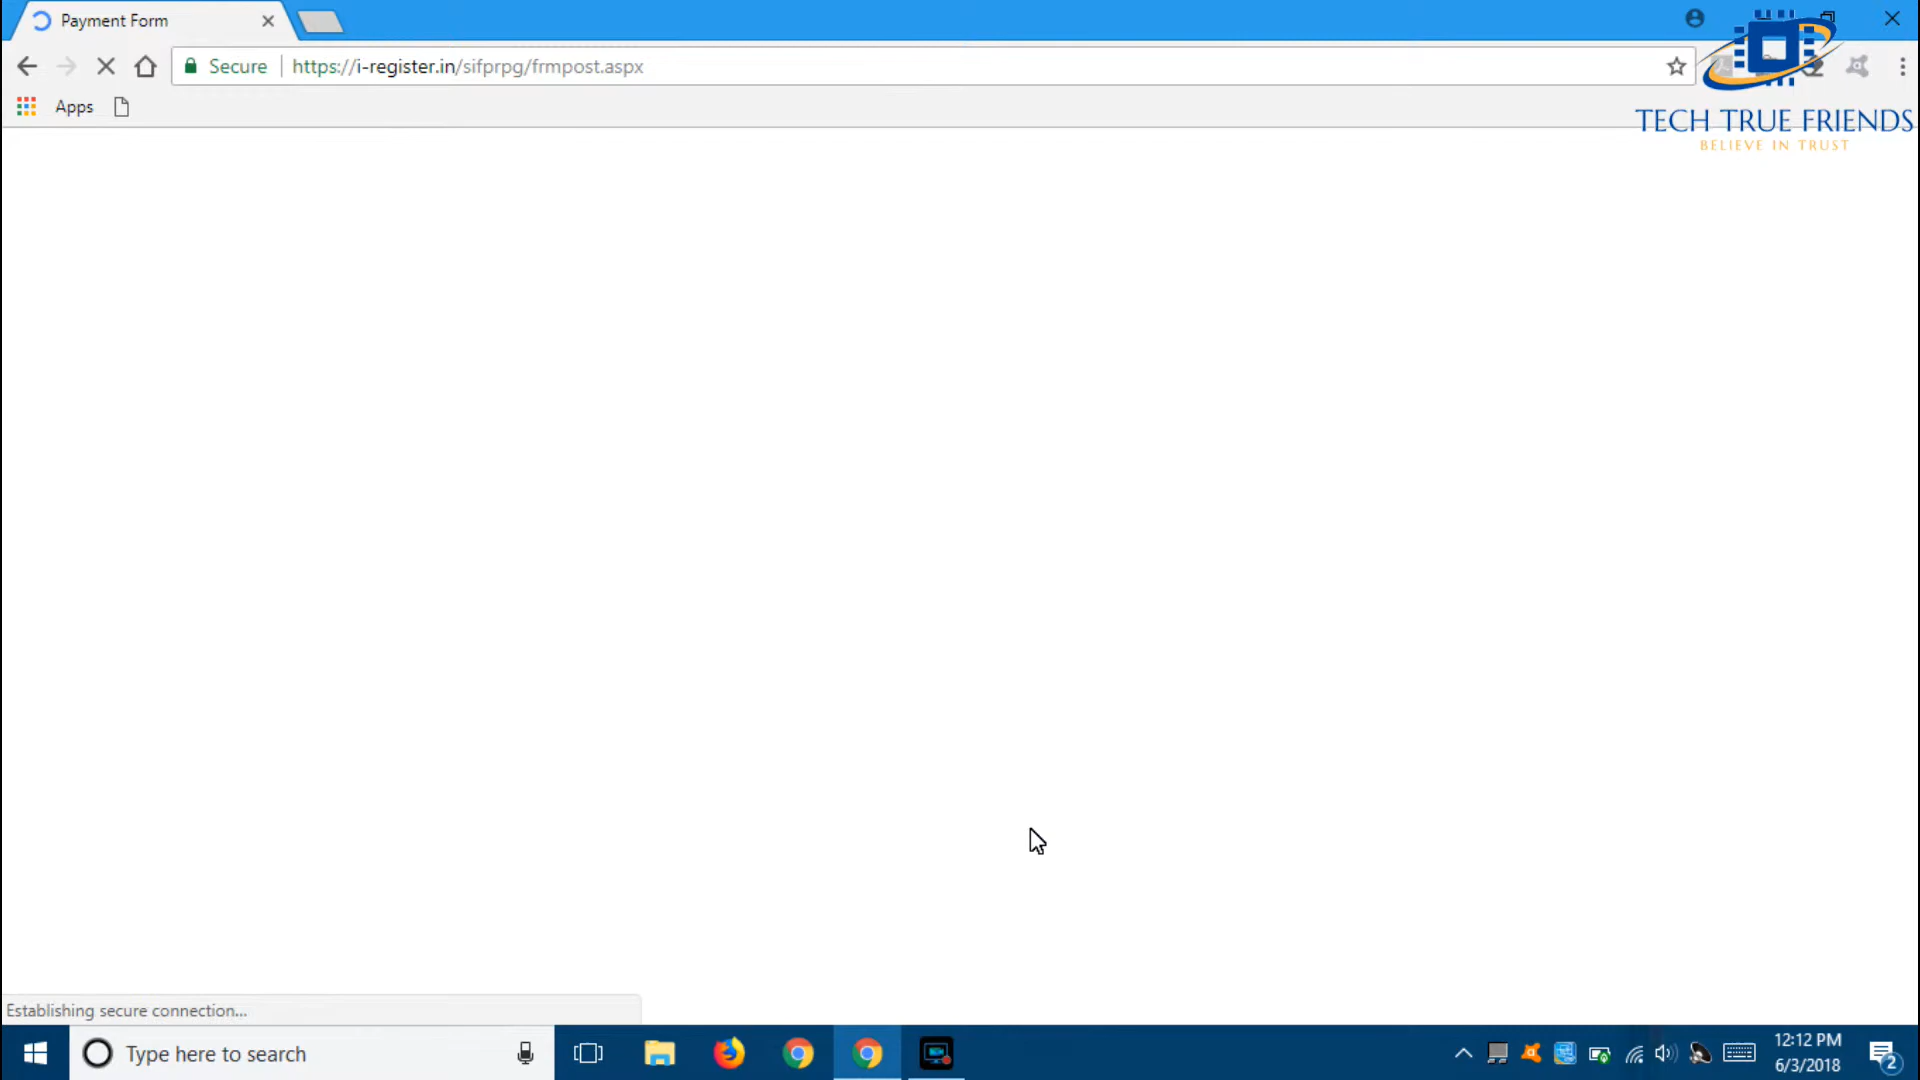 Payment Form
Secure
https://i-register.in/sifprpg/frmpost.aspx
Apps
TECH TRUE FRIENDS
BELIEVE IN TRUST
Establishing secure connection...
Type here to search
12:12 PM
6/3/2018
2